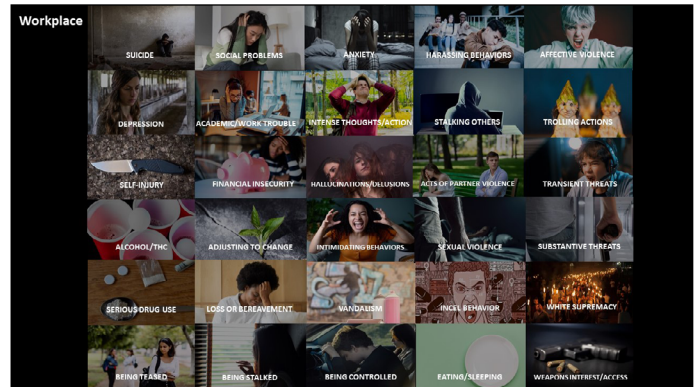 Workplace
SUICIDE
SOCIAL PROBLEMS
ANXIETY
HARASSING BEHAVIORS
AFFECTIVE VIOLENCE
DEPRESSION
ACADEMIC/WORK TROUBLE
INTENSE THOUGHTS/ACTION
STALKING OTHERS
TROLLING ACTIONS
SELF-INJURY
FINANCIAL INSECURITY
HALLUCINATIONS/DELUSIONS
ACTS OF PARTNER VIOLENCE
TRANSIENT THREATS
ALCOHOL/THC
ADJUSTING TO CHANGE
INTIMIDATING BEHAVIORS
SEXUAL VIOLENCE
SUBSTANTIVE THREATS
SERIOUS DRUG USE
LOSS OR BEREAVEMENT
VANDALISM
INCEL BEHAVIOR
WHITE SUPREMACY
BEING TEASED
BEING STALKED
BEING CONTROLLED
EATING/SLEEPING
WEAPONS INTEREST/ACCESS